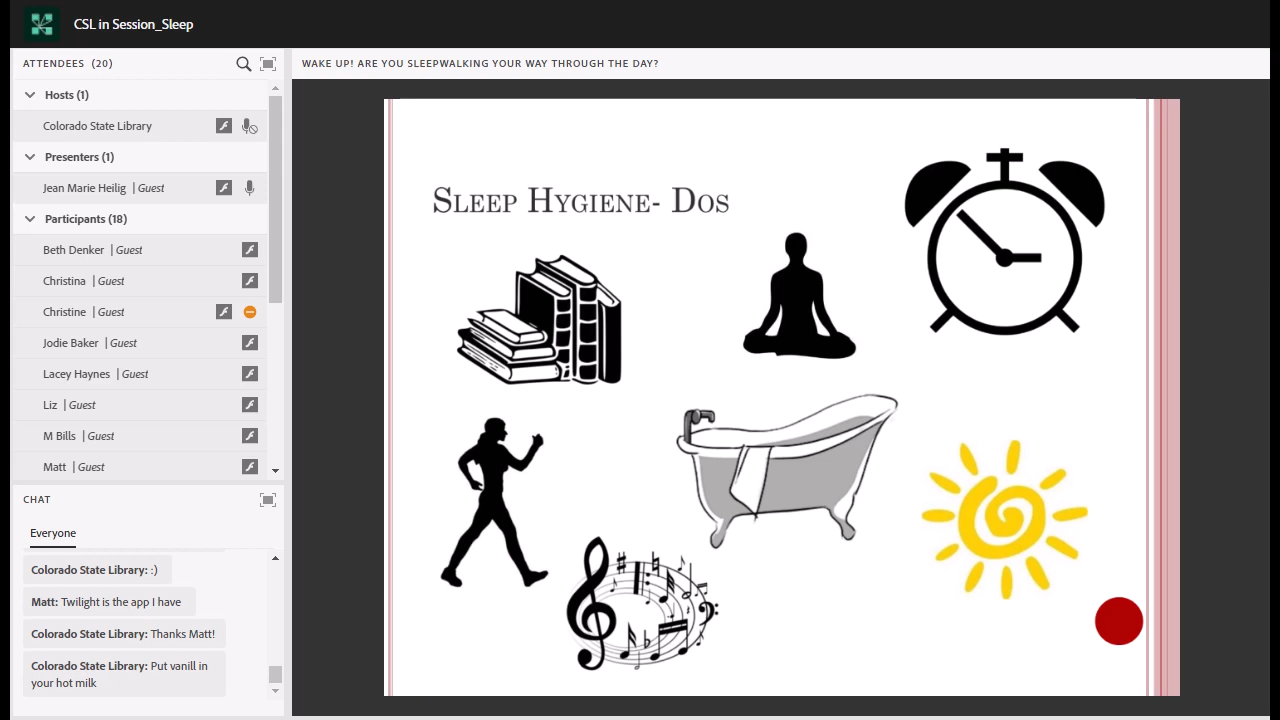 CSL in Session_Sleep
ATTENDEES (20)
Hosts (1)
Colorado State Library
Presenters (1)
Jean Marie Heilig | Guest
Participants (18)
Beth Denker | Guest
Christina | Guest
Christine | Guest
Jodie Baker | Guest
Lacey Haynes | Guest
Liz | Guest
M Bills | Guest
Matt | Guest
CHAT
Everyone
Colorado State Library: :)
Matt: Twilight is the app I have
Colorado State Library: Thanks Matt!
Colorado State Library: Put vanill in
your hot milk
WAKE UP! ARE YOU SLEEPWALKING YOUR WAY THROUGH THE DAY?
SLEEP HYGIENE- DOS